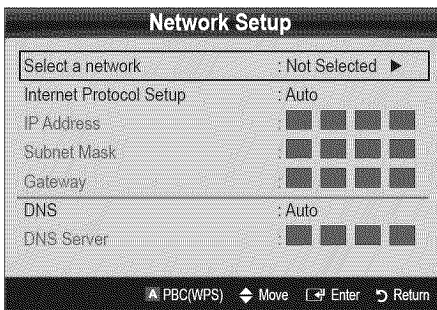 Network Setup
Select a network : Not Selected ▶
Internet Protocol Setup : Auto
IP Address :
Subnet Mask :
Gateway :
DNS : Auto
DNS Server :
A PBC(WPS) Move Enter Return